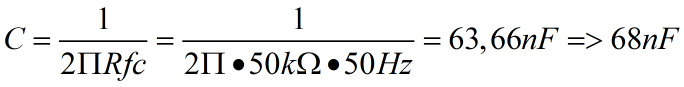 C = 1/(2ΠRfc) = 1/(2Π•50kΩ•50Hz) = 63,66nF => 68nF